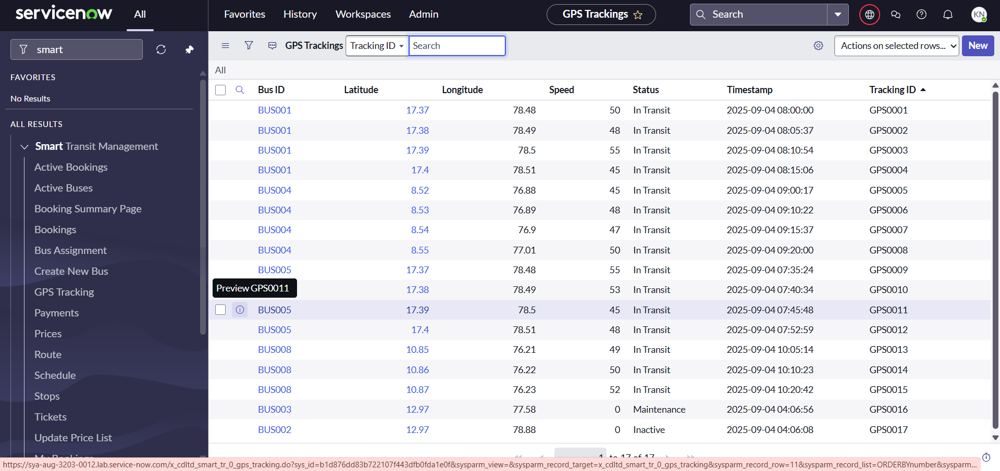 servicenow All Favorites History Workspaces Admin GPS Trackings Search KN
smart
FAVORITES
No Results
ALL RESULTS
Smart Transit Management
Active Bookings
Active Buses
Booking Summary Page
Bookings
Bus Assignment
Create New Bus
GPS Tracking
Payments
Prices
Route
Schedule
Stops
Tickets
Update Price List
My Bookings
GPS Trackings Tracking ID Search Actions on selected rows... New
All
Bus ID Latitude Longitude Speed Status Timestamp Tracking ID
BUS001 17.37 78.48 50 In Transit 2025-09-04 08:00:00 GPS0001
BUS001 17.38 78.49 48 In Transit 2025-09-04 08:05:37 GPS0002
BUS001 17.39 78.5 55 In Transit 2025-09-04 08:10:54 GPS0003
BUS001 17.4 78.51 45 In Transit 2025-09-04 08:15:06 GPS0004
BUS004 8.52 76.88 45 In Transit 2025-09-04 09:00:17 GPS0005
BUS004 8.53 76.89 48 In Transit 2025-09-04 09:10:22 GPS0006
BUS004 8.54 76.9 47 In Transit 2025-09-04 09:15:37 GPS0007
BUS004 8.55 77.01 50 In Transit 2025-09-04 09:20:00 GPS0008
BUS005 17.37 78.48 55 In Transit 2025-09-04 07:35:24 GPS0009
Preview GPS0011
17.38 78.49 53 In Transit 2025-09-04 07:40:34 GPS0010
BUS005 17.39 78.5 45 In Transit 2025-09-04 07:45:48 GPS0011
BUS005 17.4 78.51 48 In Transit 2025-09-04 07:52:59 GPS0012
BUS008 10.85 76.21 49 In Transit 2025-09-04 10:05:14 GPS0013
BUS008 10.86 76.22 50 In Transit 2025-09-04 10:10:23 GPS0014
BUS008 10.87 76.23 52 In Transit 2025-09-04 10:20:42 GPS0015
BUS003 12.97 77.58 0 Maintenance 2025-09-04 04:06:56 GPS0016
BUS002 12.97 78.88 0 Inactive 2025-09-04 04:06:08 GPS0017
1 to 17 of 17
https://sya-aug-3203-0012.lab.service-now.com/x_cdltd_smart_tr_0_gps_tracking.do?sys_id=b1d876dd83b722107f443dfb0fda1e0f&sysparm_view=&sysparm_record_target=x_cdltd_smart_tr_0_gps_tracking&sysparm_record_row=11&sysparm_record_list=ORDERBYnumber&sysparm...